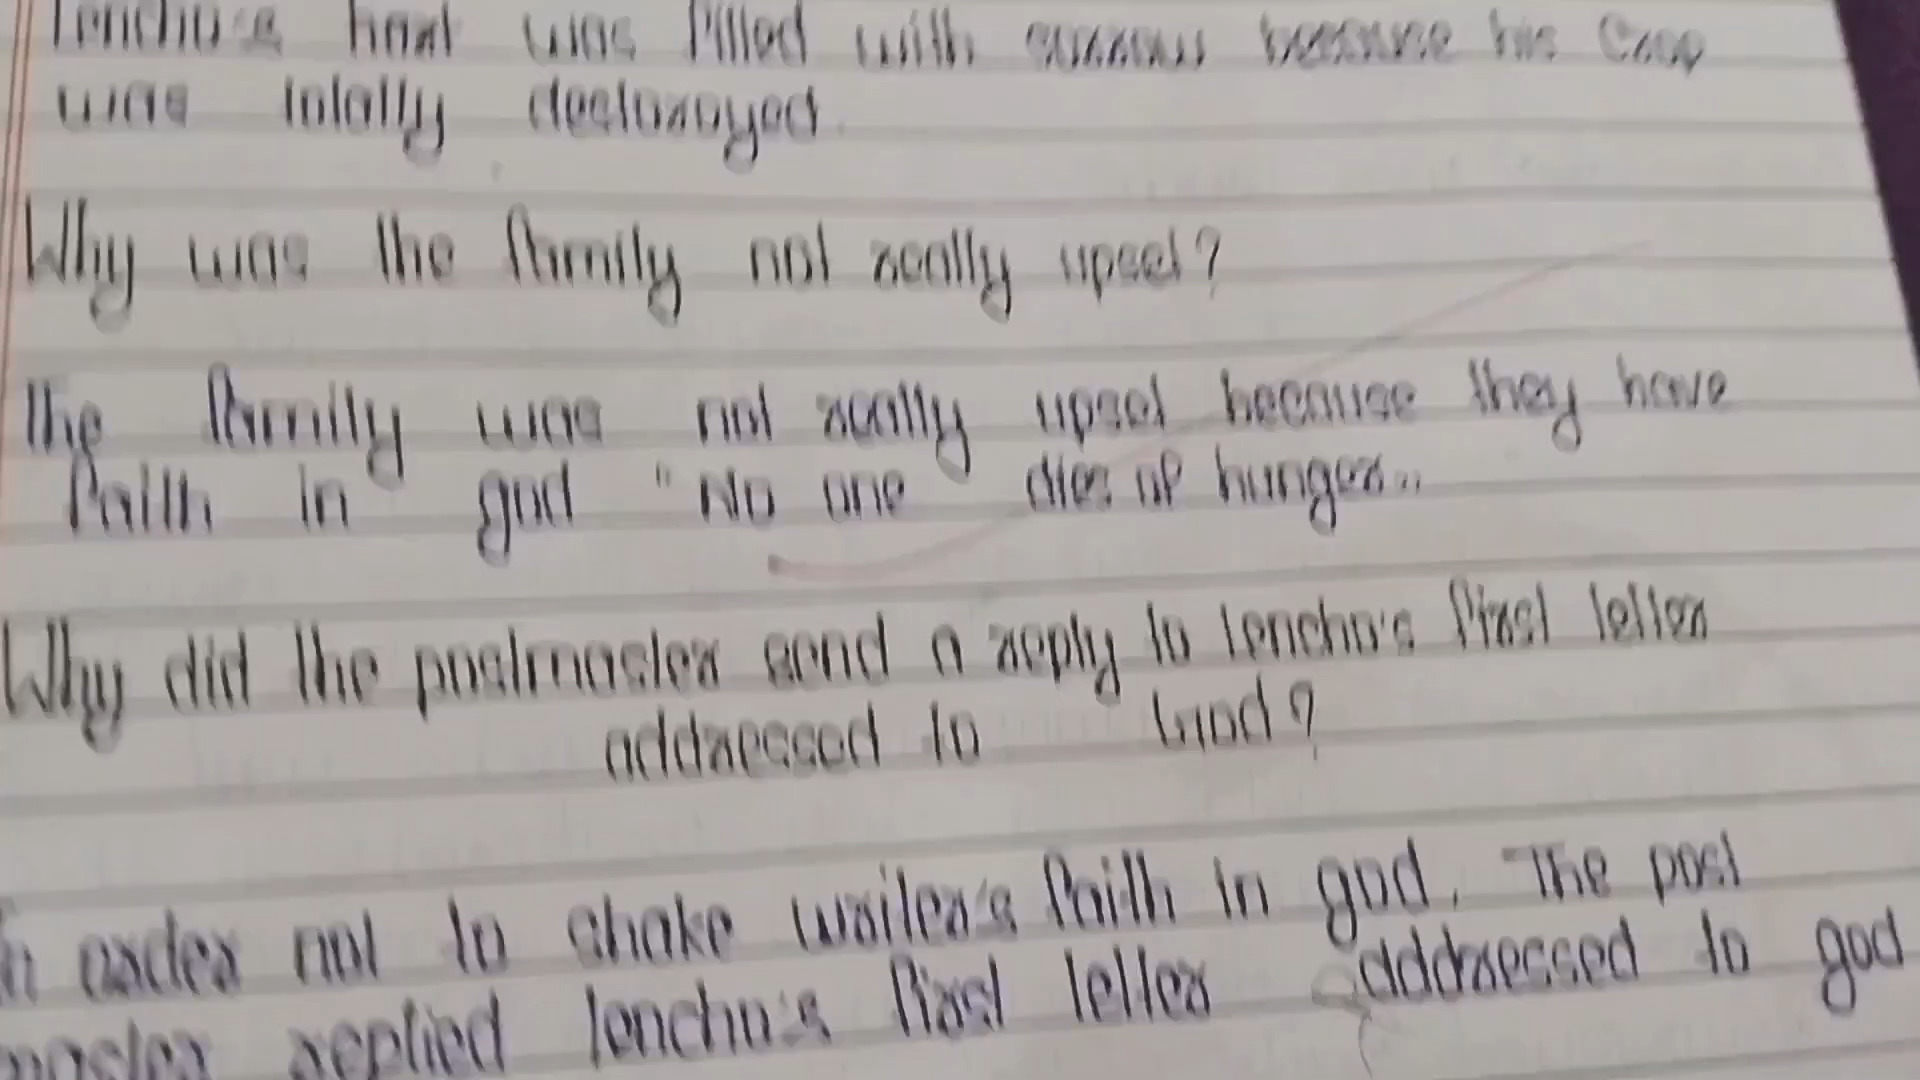 Lencho's hart was filled with sorrow because his Crop
was totally destoroyed.
Why was the family not really upset?
The family was not really upset because they have
faith in god "No one dies of hunger"
Why did the postmaster send a reply to lencho's first letter
addressed to God?
In order not to shake writer's faith in god. The post
master replied lencho's first letter addressed to god